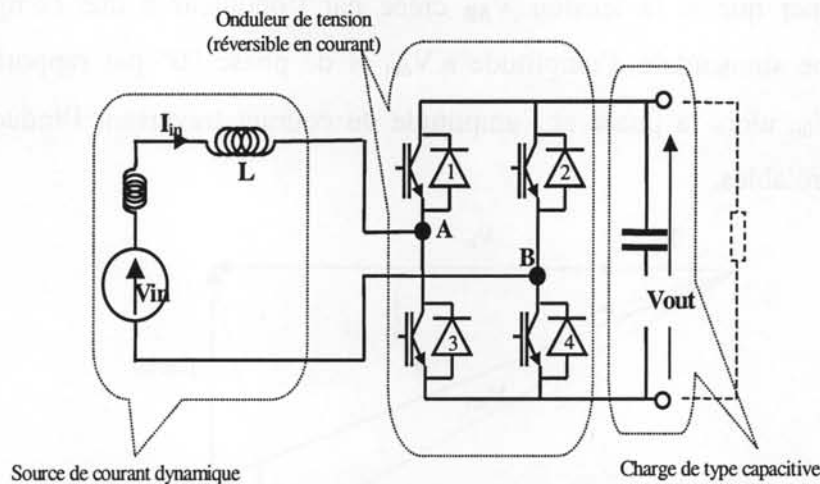 Onduleur de tension
(réversible en courant)
Iin
L
1
2
A
B
Vin
Vout
3
4
Source de courant dynamique
Charge de type capacitive